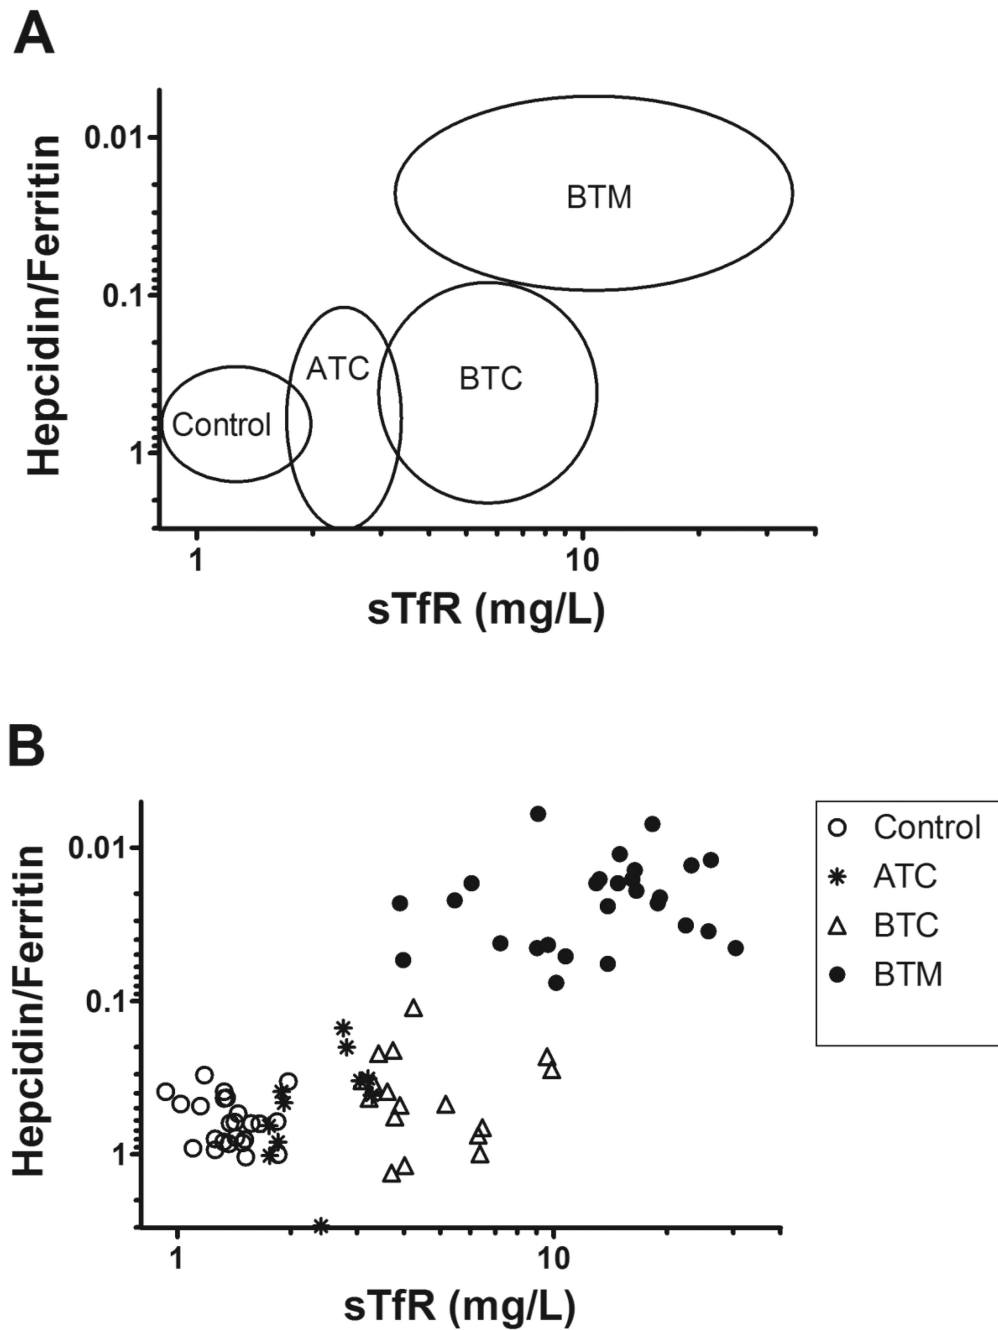 A
Hepcidin/Ferritin
0.01
0.1
1
BTM
ATC
BTC
Control
1
10
sTfR (mg/L)
B
Hepcidin/Ferritin
0.01
0.1
1
1
10
sTfR (mg/L)
Control
ATC
BTC
BTM